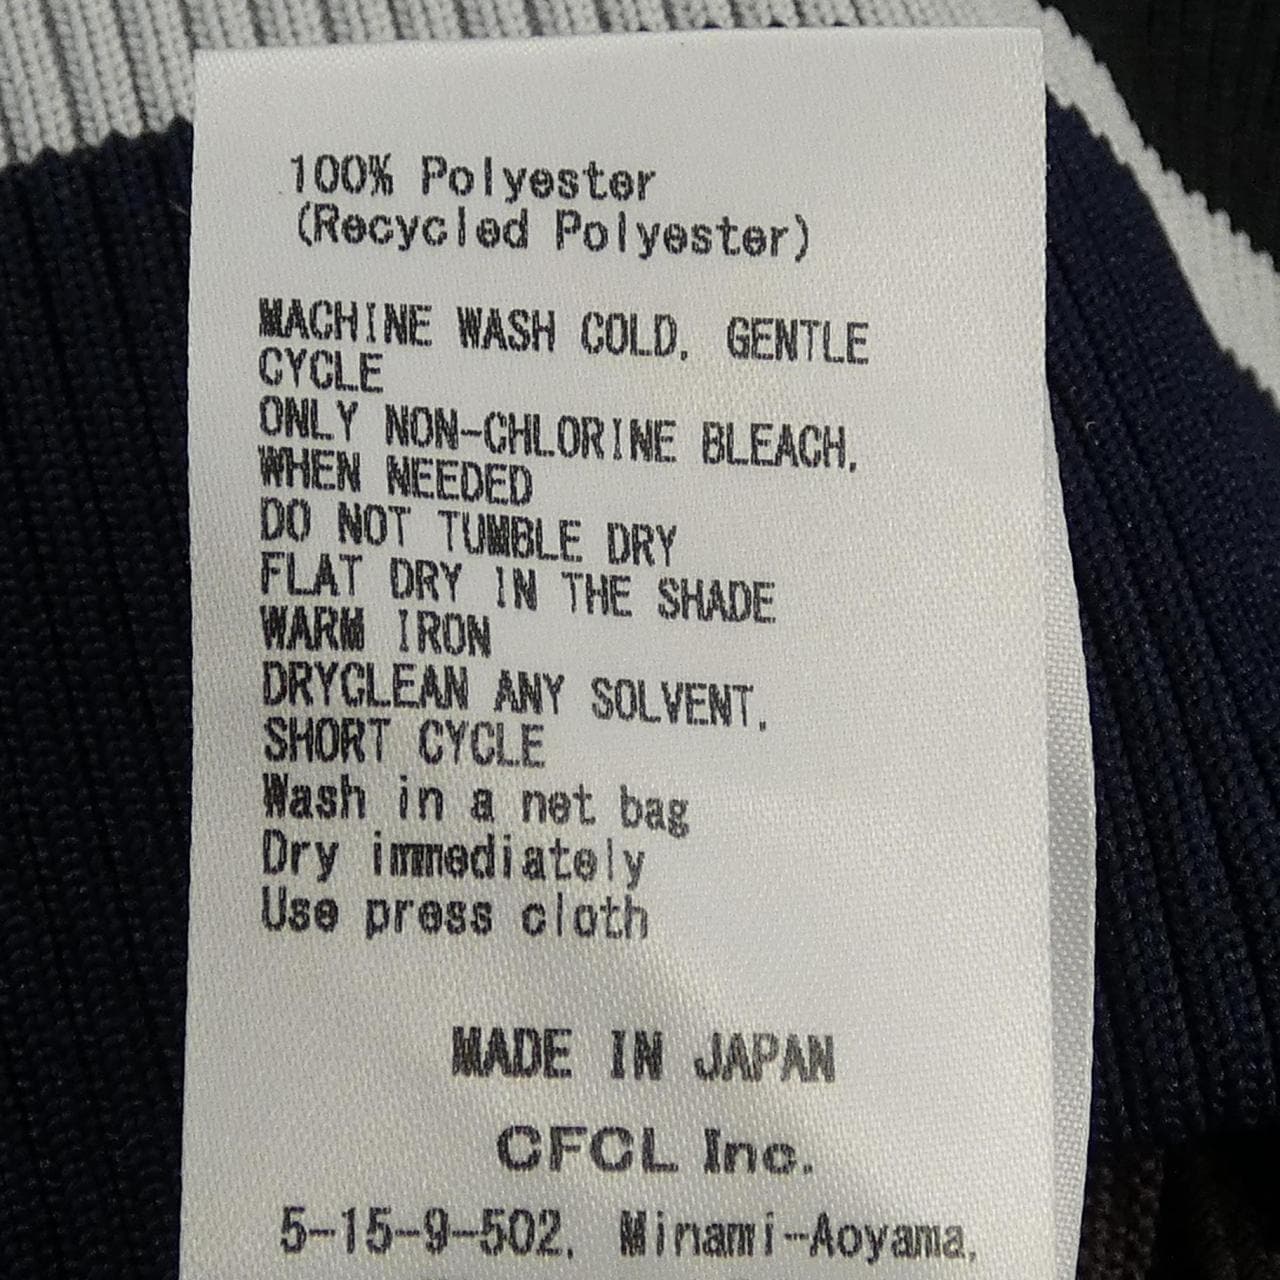 100% Polyester
(Recycled Polyester)
MACHINE WASH COLD, GENTLE
CYCLE
ONLY NON-CHLORINE BLEACH,
WHEN NEEDED
DO NOT TUMBLE DRY
FLAT DRY IN THE SHADE
WARM IRON
DRYCLEAN ANY SOLVENT,
SHORT CYCLE
Wash in a net bag
Dry immediately
Use press cloth
MADE IN JAPAN
CFCL Inc.
5-15-9-502, Minami-Aoyama,